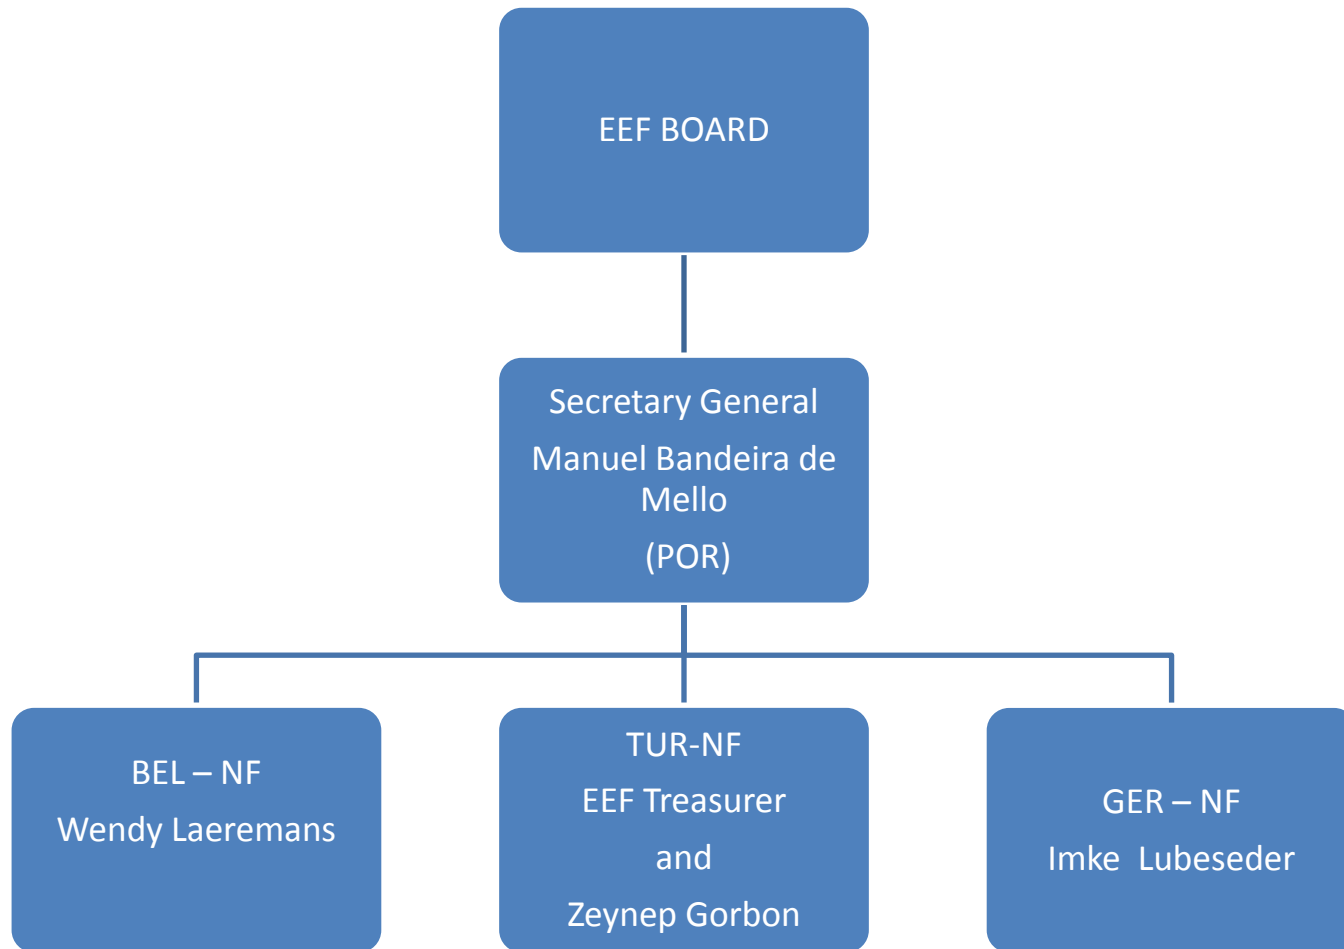 EEF BOARD
Secretary General
Manuel Bandeira de
Mello
(POR)
BEL – NF
Wendy Laeremans
TUR-NF
EEF Treasurer
and
Zeynep Gorbon
GER – NF
Imke  Lubeseder